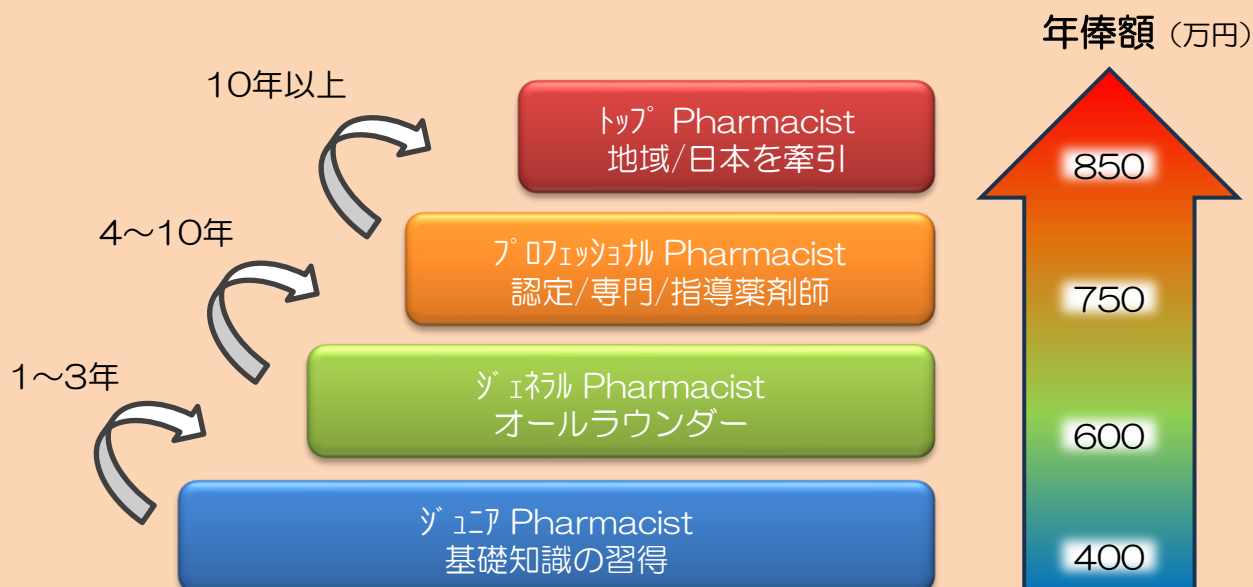 年俸額（万円）
10年以上
ﾄｯﾌﾟ Pharmacist
地域/日本を牽引
850
4～10年
ﾌﾟﾛﾌｪｯｼｮﾅﾙ Pharmacist
認定/専門/指導薬剤師
750
1～3年
ｼﾞｪﾈﾗﾙ Pharmacist
オールラウンダー
600
ｼﾞｭﾆｱ Pharmacist
基礎知識の習得
400